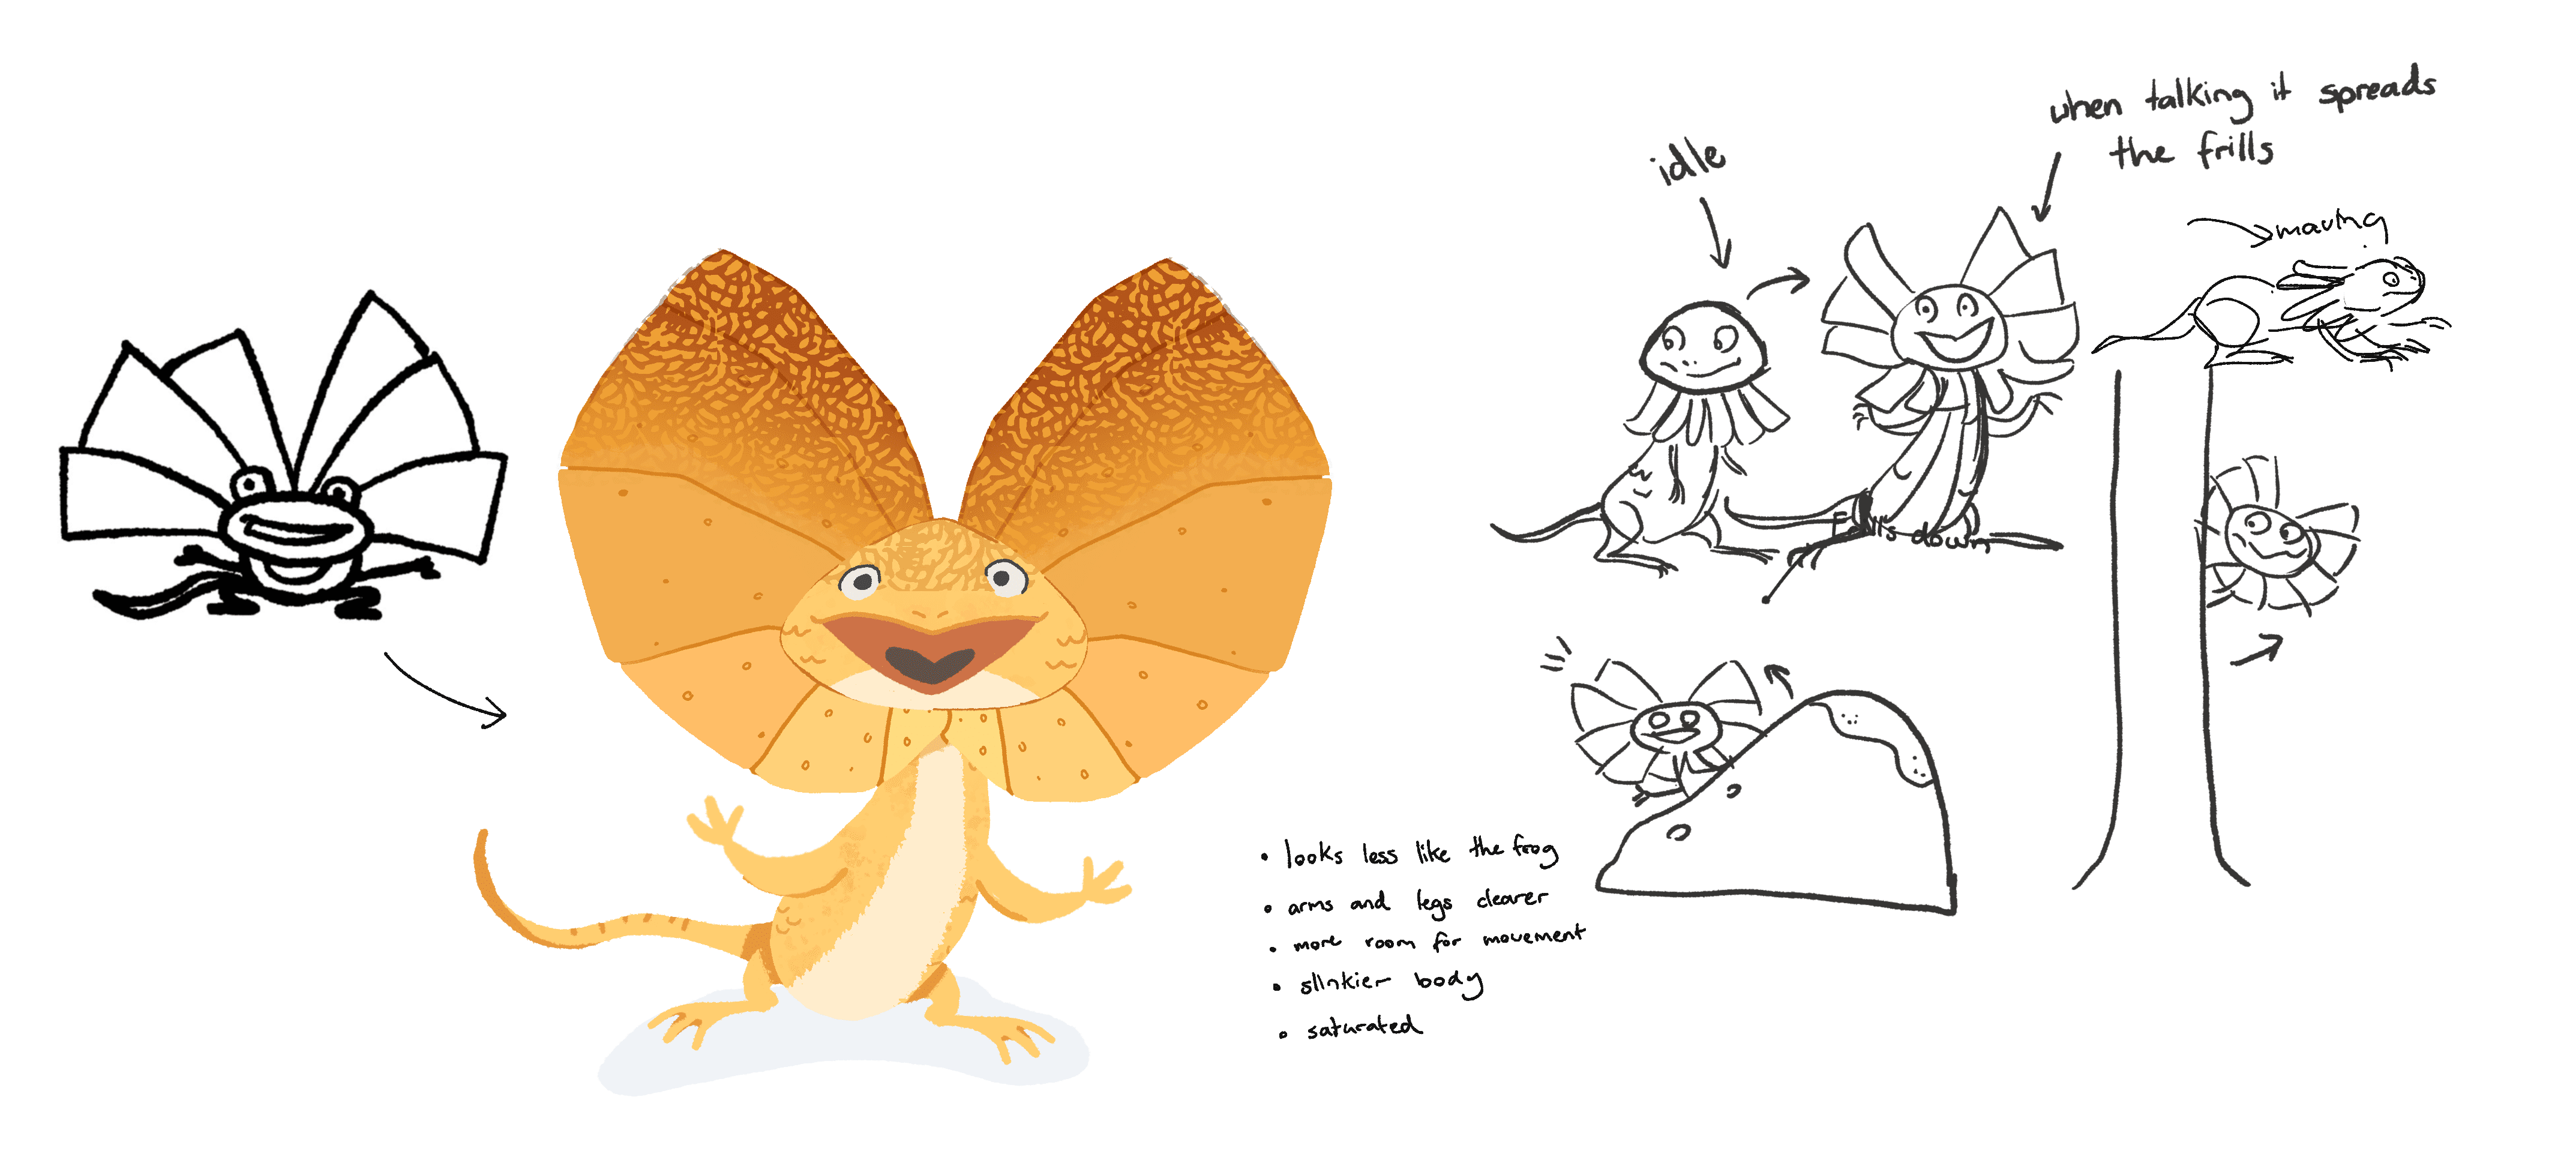 idle
when talking it spreads
the frills
moving
Falls down
• looks less like the frog
• arms and legs clearer
• more room for movement
• slinkier body
• saturated